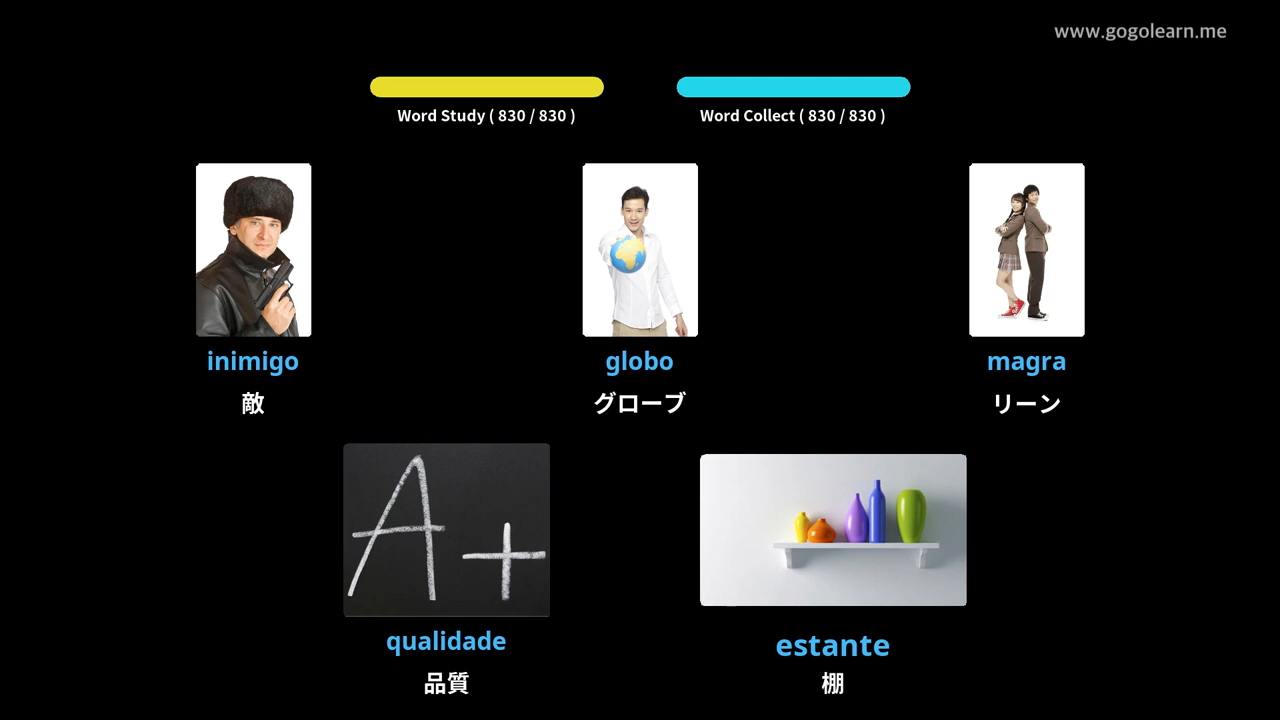 www.gogolearn.me
Word Study ( 830 / 830 )
Word Collect ( 830 / 830 )
inimigo
敵
globo
グローブ
magra
リーン
A+
qualidade
品質
estante
棚